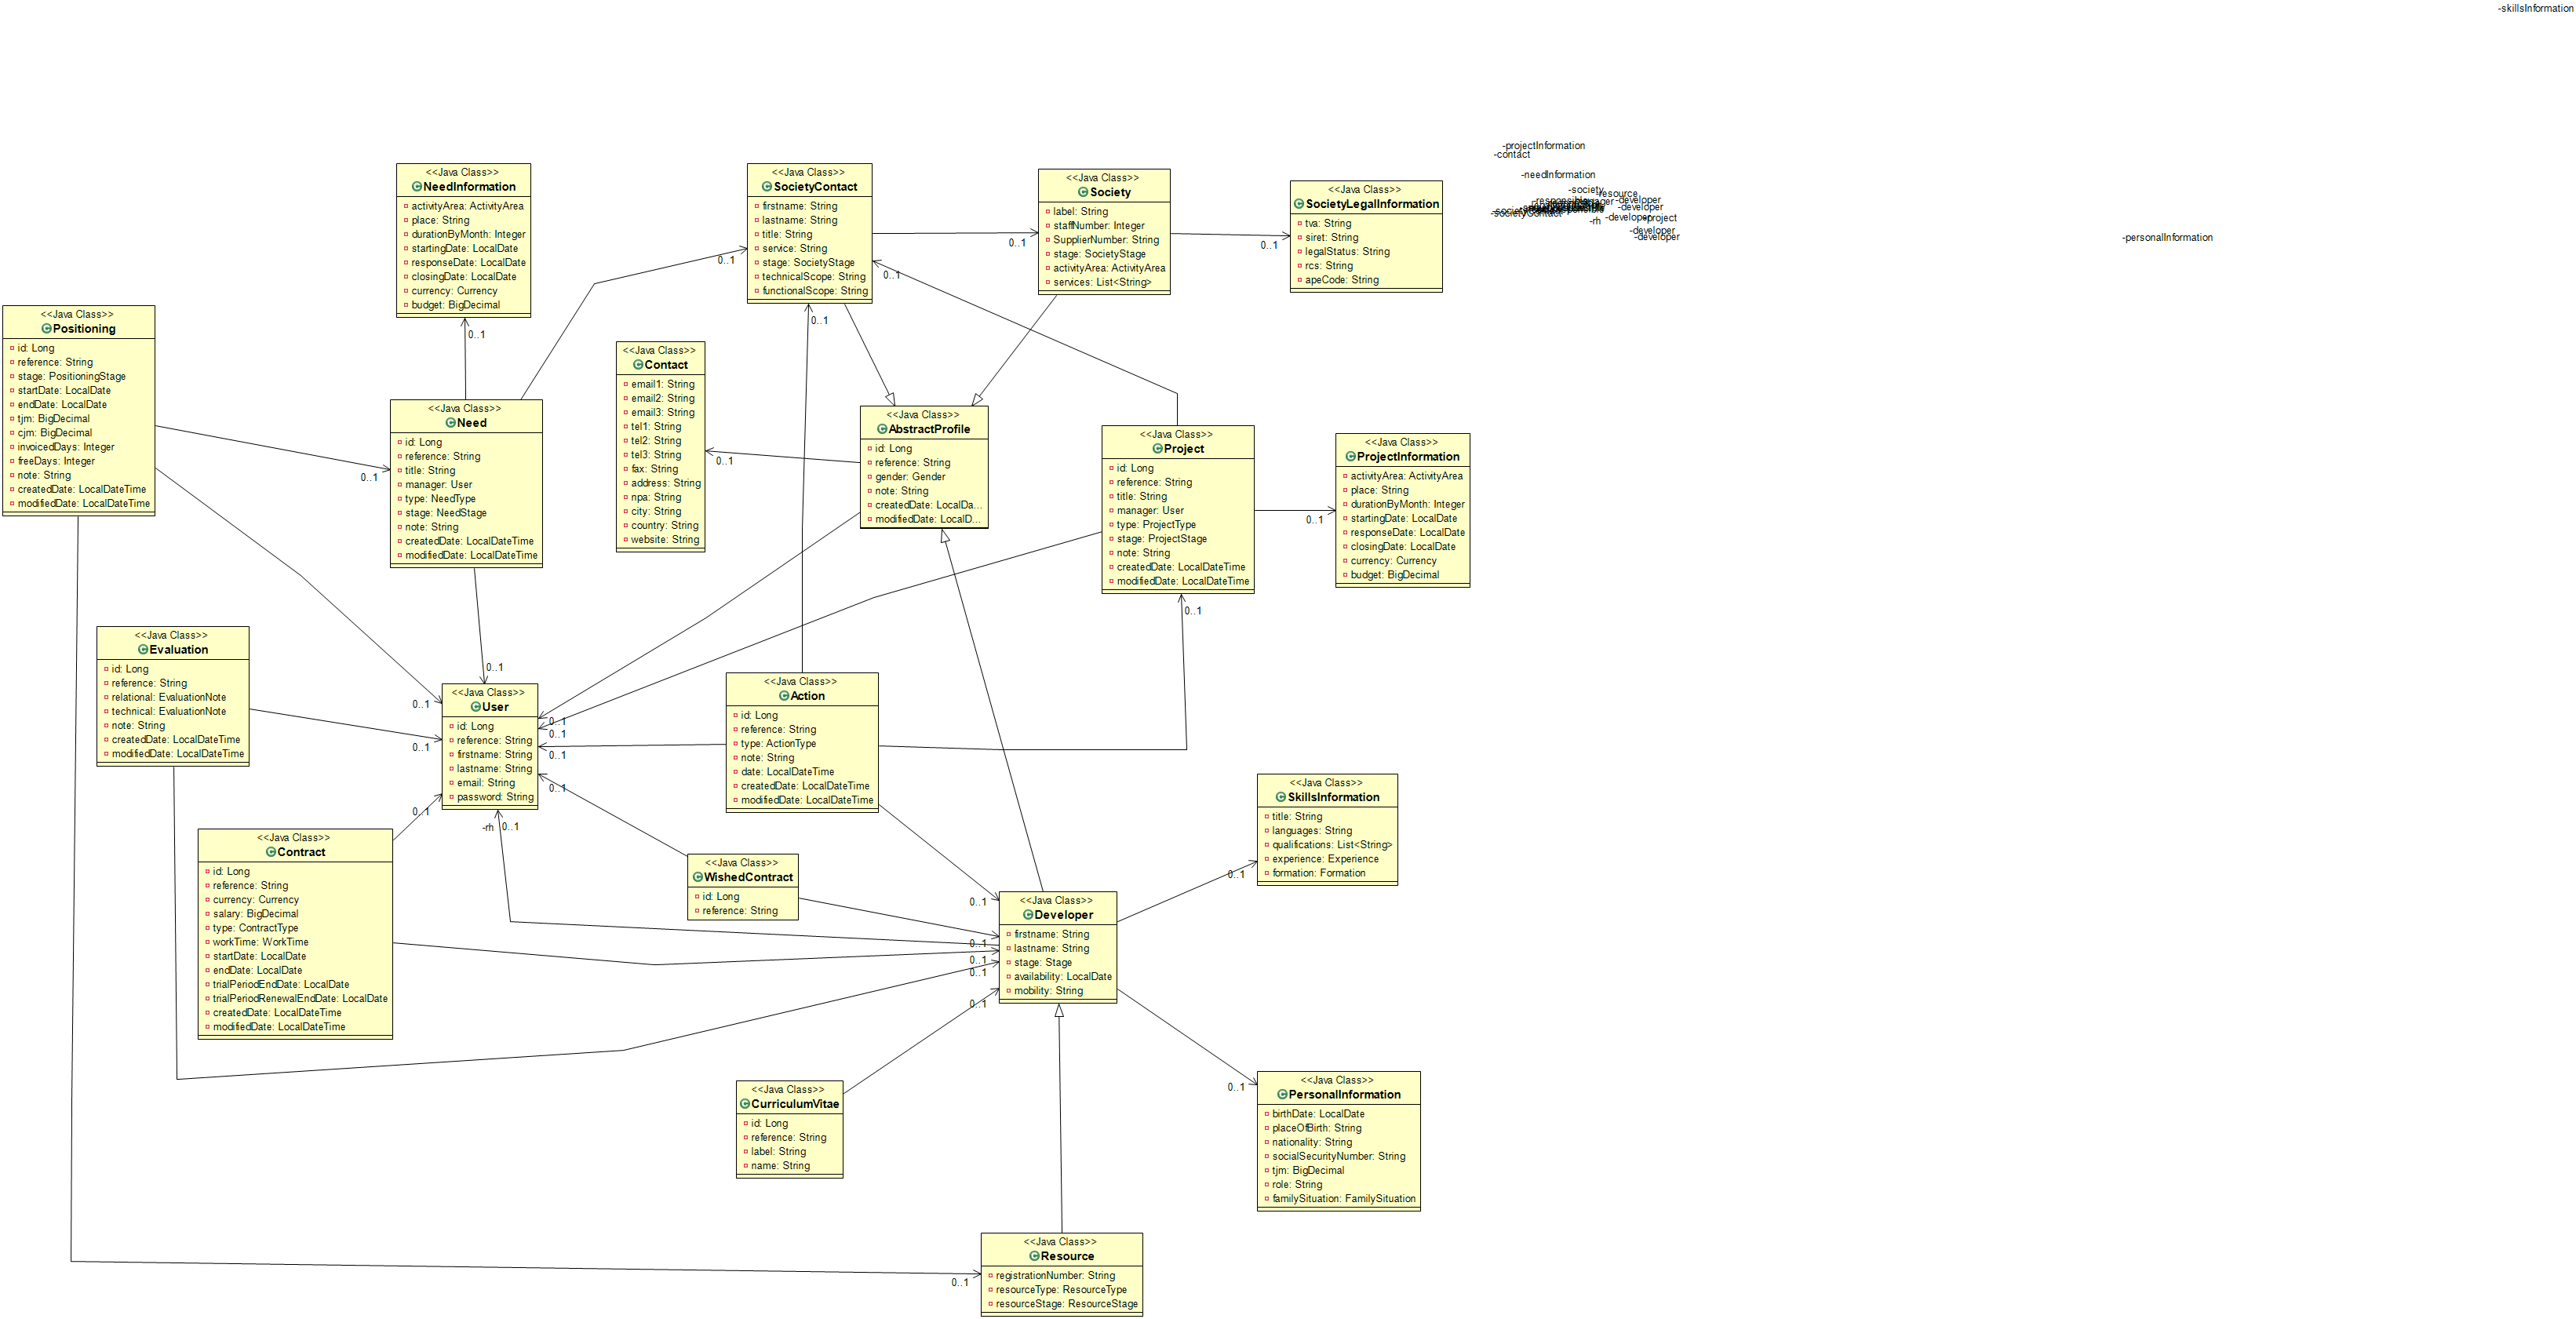 -skillsInformation
-projectInformation
-contact
-needInformation
-society
-resource
-developer
-developer
-societyContact
-developer
-project
-rh
-developer
-developer
-personalInformation
<<Java Class>>
NeedInformation
activityArea: ActivityArea
place: String
durationByMonth: Integer
startingDate: LocalDate
responseDate: LocalDate
closingDate: LocalDate
currency: Currency
budget: BigDecimal
0..1
<<Java Class>>
SocietyContact
firstname: String
lastname: String
title: String
service: String
stage: SocietyStage
technicalScope: String
functionalScope: String
0..1
0..1
0..1
<<Java Class>>
Society
label: String
staffNumber: Integer
SupplierNumber: String
stage: SocietyStage
activityArea: ActivityArea
services: List<String>
0..1
<<Java Class>>
SocietyLegalInformation
tva: String
siret: String
legalStatus: String
rcs: String
apeCode: String
0..1
<<Java Class>>
Positioning
id: Long
reference: String
stage: PositioningStage
startDate: LocalDate
endDate: LocalDate
tjm: BigDecimal
cjm: BigDecimal
invoicedDays: Integer
freeDays: Integer
note: String
createdDate: LocalDateTime
modifiedDate: LocalDateTime
<<Java Class>>
Need
id: Long
reference: String
title: String
manager: User
type: NeedType
stage: NeedStage
note: String
createdDate: LocalDateTime
modifiedDate: LocalDateTime
0..1
<<Java Class>>
Contact
email1: String
email2: String
email3: String
tel1: String
tel2: String
tel3: String
fax: String
address: String
npa: String
city: String
country: String
website: String
0..1
<<Java Class>>
AbstractProfile
id: Long
reference: String
gender: Gender
note: String
createdDate: LocalDa...
modifiedDate: LocalD...
<<Java Class>>
Project
id: Long
reference: String
title: String
manager: User
type: ProjectType
stage: ProjectStage
note: String
createdDate: LocalDateTime
modifiedDate: LocalDateTime
0..1
<<Java Class>>
ProjectInformation
activityArea: ActivityArea
place: String
durationByMonth: Integer
startingDate: LocalDate
responseDate: LocalDate
closingDate: LocalDate
currency: Currency
budget: BigDecimal
0..1
<<Java Class>>
Evaluation
id: Long
reference: String
relational: EvaluationNote
technical: EvaluationNote
note: String
createdDate: LocalDateTime
modifiedDate: LocalDateTime
<<Java Class>>
User
id: Long
reference: String
firstname: String
lastname: String
email: String
password: String
0..1
0..1
0..1
0..1
0..1
0..1
0..1
0..1
-rh 0..1
<<Java Class>>
Action
id: Long
reference: String
type: ActionType
note: String
date: LocalDateTime
createdDate: LocalDateTime
modifiedDate: LocalDateTime
<<Java Class>>
SkillsInformation
title: String
languages: String
qualifications: List<String>
experience: Experience
formation: Formation
0..1
<<Java Class>>
Contract
id: Long
reference: String
currency: Currency
salary: BigDecimal
type: ContractType
workTime: WorkTime
startDate: LocalDate
endDate: LocalDate
trialPeriodEndDate: LocalDate
trialPeriodRenewalEndDate: LocalDate
createdDate: LocalDateTime
modifiedDate: LocalDateTime
<<Java Class>>
WishedContract
id: Long
reference: String
<<Java Class>>
Developer
firstname: String
lastname: String
stage: Stage
availability: LocalDate
mobility: String
0..1
0..1
0..1
0..1
0..1
<<Java Class>>
CurriculumVitae
id: Long
reference: String
label: String
name: String
<<Java Class>>
PersonalInformation
birthDate: LocalDate
placeOfBirth: String
nationality: String
socialSecurityNumber: String
tjm: BigDecimal
role: String
familySituation: FamilySituation
0..1
<<Java Class>>
Resource
registrationNumber: String
resourceType: ResourceType
resourceStage: ResourceStage
0..1